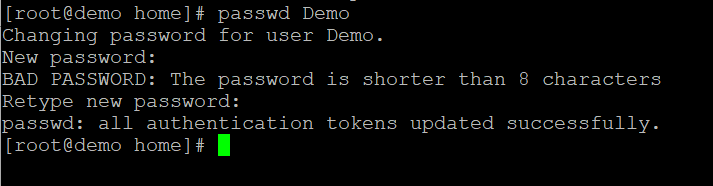 [root@demo home]# passwd Demo
Changing password for user Demo.
New password:
BAD PASSWORD: The password is shorter than 8 characters
Retype new password:
passwd: all authentication tokens updated successfully.
[root@demo home]#